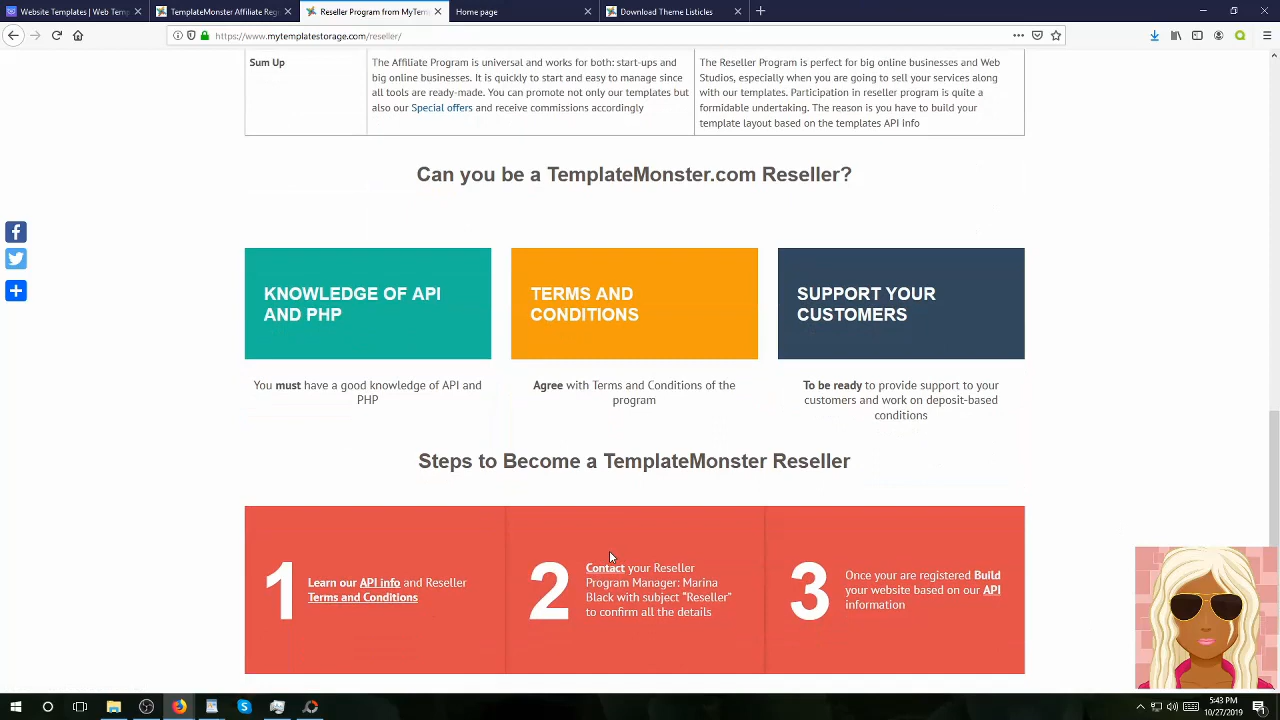 Website Templates | Web Temp
TemplateMonster Affiliate Reg
Reseller Program from MyTem
Home page
Download Theme Listicles
https://www.mytemplatestorage.com/reseller/
Sum Up
The Affiliate Program is universal and works for both: start-ups and
big online businesses. It is quickly to start and easy to manage since
all tools are ready-made. You can promote not only our templates but
also our Special offers and receive commissions accordingly
The Reseller Program is perfect for big online businesses and Web
Studios, especially when you are going to sell your services along
with our templates. Participation in reseller program is quite a
formidable undertaking. The reason is you have to build your
template layout based on the templates API info
Can you be a TemplateMonster.com Reseller?
KNOWLEDGE OF API
AND PHP
TERMS AND
CONDITIONS
SUPPORT YOUR
CUSTOMERS
You must have a good knowledge of API and
PHP
Agree with Terms and Conditions of the
program
To be ready to provide support to your
customers and work on deposit-based
conditions
Steps to Become a TemplateMonster Reseller
1
Learn our API info and Reseller
Terms and Conditions
2
Contact your Reseller
Program Manager: Marina
Black with subject "Reseller"
to confirm all the details
3
Once your are registered Build
your website based on our API
information
5:43 PM
10/27/2019